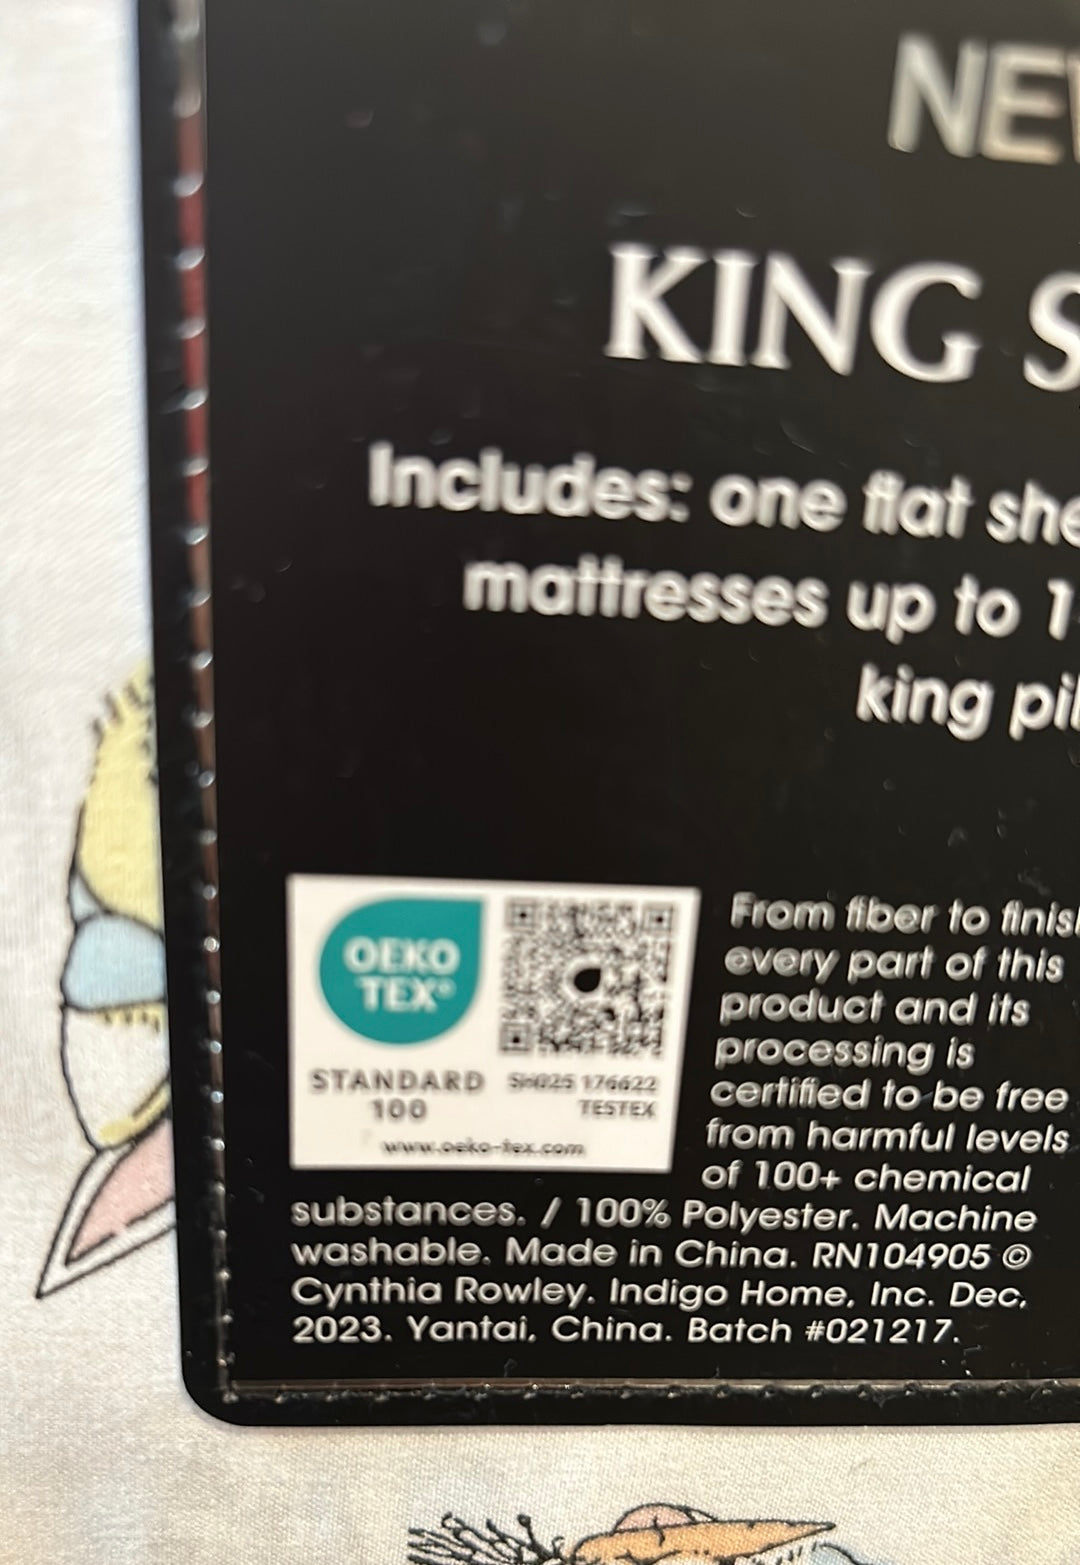 NEW
KING S
Includes: one flat she
mattresses up to 1
king pil
OEKO
TEX®
STANDARD
100
SH025 176622
TESTEX
www.oeko-tex.com
From fiber to finish
every part of this
product and its
processing is
certified to be free
from harmful levels
of 100+ chemical
substances. / 100% Polyester. Machine
washable. Made in China. RN104905 ©
Cynthia Rowley. Indigo Home, Inc. Dec,
2023. Yantai, China. Batch #021217.